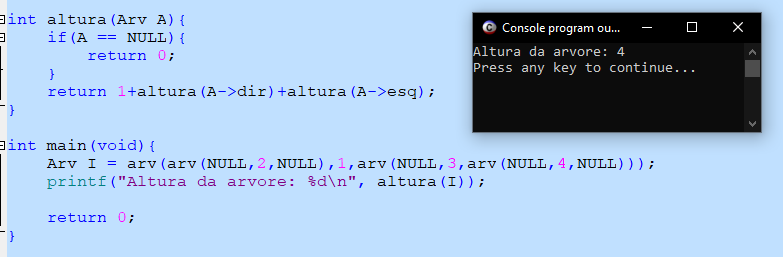 int altura(Arv A){
    if(A == NULL){
        return 0;
    }
    return 1+altura(A->dir)+altura(A->esq);
}

int main(void){
    Arv I = arv(arv(NULL,2,NULL),1,arv(NULL,3,arv(NULL,4,NULL)));
    printf("Altura da arvore: %d\n", altura(I));

    return 0;
}
Console program ou...
Altura da arvore: 4
Press any key to continue...